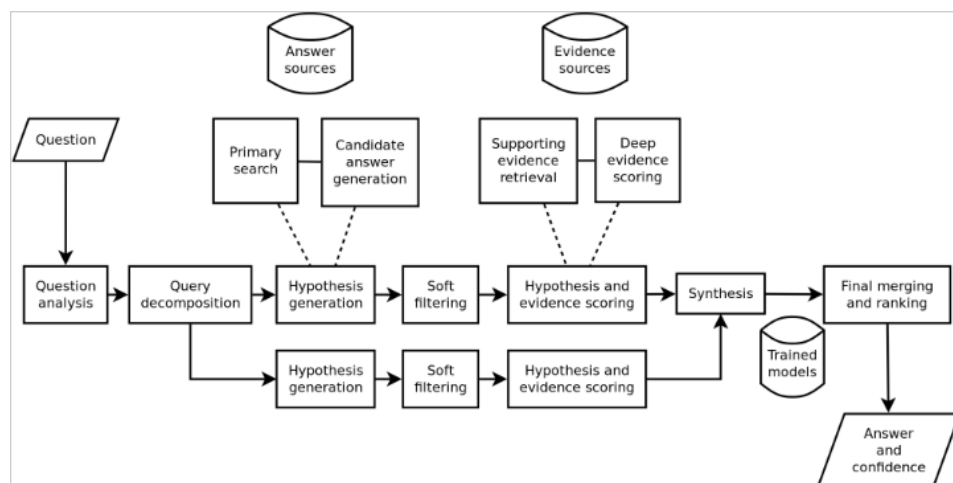 Answer
sources
Evidence
sources
Question
Primary
search
Candidate
answer
generation
Supporting
evidence
retrieval
Deep
evidence
scoring
Question
analysis
Query
decomposition
Hypothesis
generation
Soft
filtering
Hypothesis and
evidence scoring
Synthesis
Final merging
and ranking
Trained
models
Hypothesis
generation
Soft
filtering
Hypothesis and
evidence scoring
Answer
and
confidence